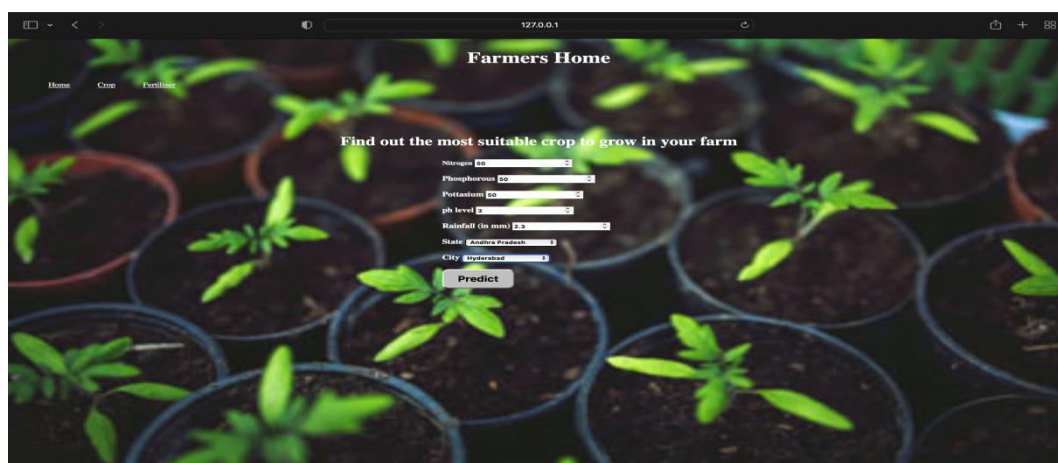 127.0.0.1
Farmers Home
Home Crop Fertilizer
Find out the most suitable crop to grow in your farm
Nitrogen 50
Phosphorous 50
Pottasium 50
ph level 3
Rainfall (in mm) 2.3
State Andhra Pradesh
City Hyderabad
Predict